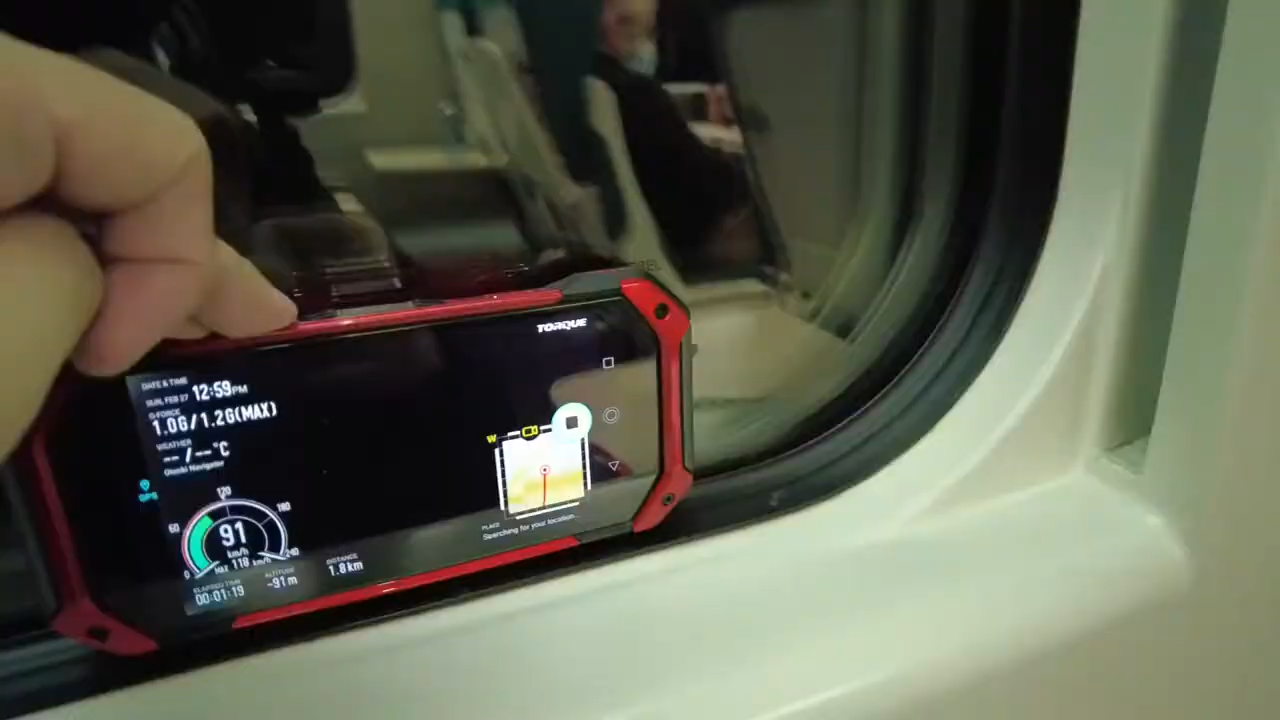 TORQUE
DATE & TIME
SUN, FEB 27 12:59PM
G-FORCE
1.0G/1.2G(MAX)
WEATHER
--/--°C
GPS
0 60 120 180 240
91
km/h
MAX 118 km/h
ELAPSED TIME
00:01:19
ALTITUDE
-91m
DISTANCE
1.8km
W
PLACE
Searching for your location...